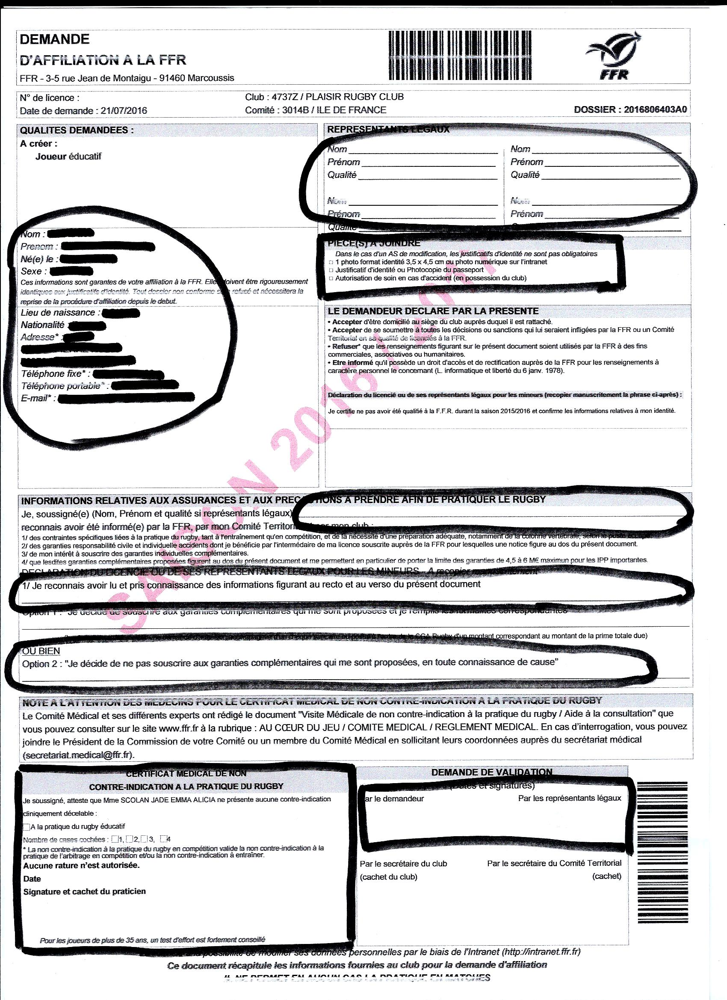 DEMANDE
D'AFFILIATION A LA FFR
FFR - 3-5 rue Jean de Montaigu - 91460 Marcoussis
FFR
N° de licence :
Date de demande : 21/07/2016
Club : 4737Z / PLAISIR RUGBY CLUB
Comité : 3014B / ILE DE FRANCE
DOSSIER : 2016806403A0
QUALITES DEMANDEES :
A créer :
Joueur éducatif
Nom :
Prenom :
Né(e) le :
Sexe :
Ces informations sont garantes de votre affiliation à la FFR. Elles doivent être rigoureusement
identiques aux justificatifs d'identité. Tout dossier non conforme sera refusé et nécessitera la
reprise de la procédure d'affiliation depuis le debut.
Lieu de naissance :
Nationalité :
Adresse* :
Téléphone fixe* :
Téléphone portable* :
E-mail* :
REPRESENTANTS LEGAUX
Nom Nom
Prénom Prénom
Qualité Qualité
Nom Nom
Prénom Prénom
Qualité
PIECE(S) A JOINDRE
Dans le cas d'un AS de modification, les justificatifs d'identité ne sont pas obligatoires
□ 1 photo format identité 3,5 x 4,5 cm ou photo numérique sur l'intranet
□ Justificatif d'identité ou Photocopie du passeport
□ Autorisation de soin en cas d'accident (en possession du club)
LE DEMANDEUR DECLARE PAR LA PRESENTE
• Accepter d'être domicilié au siège du club auprès duquel il est rattaché.
• Accepter de se soumettre à toutes les décisions ou sanctions qui lui seraient infligées par la FFR ou un Comité
Territorial en sa qualité de licenciés à la FFR.
• Refuser* que les renseignements figurant sur le présent document soient utilisés par la FFR à des fins
commerciales, associatives ou humanitaires.
• Etre informé qu'il possède un droit d'accès et de rectification auprès de la FFR pour les renseignements à
caractère personnel le concernant (L. informatique et liberté du 6 janv. 1978).
Déclaration du licencié ou de ses représentants légaux pour les mineurs (recopier manuscritement la phrase ci-après) :
Je certifie ne pas avoir été qualifié à la F.F.R. durant la saison 2015/2016 et confirme les informations relatives à mon identité.
SAISON 2016 / 2017
INFORMATIONS RELATIVES AUX ASSURANCES ET AUX PRECAUTIONS A PRENDRE AFIN DE PRATIQUER LE RUGBY
Je, soussigné(e) (Nom, Prénom et qualité si représentants légaux)
reconnais avoir été informé(e) par la FFR, par mon Comité Territorial par mon club :
1/ des contraintes spécifiques liées à la pratique du rugby, tant à l'entraînement qu'en compétition, et de la nécessité d'une préparation adéquate, notamment de la colonne vertébrale, selon le poste occupé.
2/ des garanties responsabilité civile et individuelle accidents dont je bénéficie par l'intermédaire de ma licence souscrite auprès de la FFR pour lesquelles une notice figure au dos du présent document.
3/ de mon intérêt à souscrire des garanties individuelles complémentaires.
4/ que lesdites garanties complémentaires proposées figurent au dos du présent document et me permettent en particulier de porter la limite des garanties de 4,5 à 6 M€ maximun pour les IPP importantes.
DECLARATION DU LICENCIE OU DE SES REPRESENTANTS LEGAUX POUR LES MINEURS - A recopier manuscritement
1/ Je reconnais avoir lu et pris connaissance des informations figurant au recto et au verso du présent document
Option 1 : "Je décide de souscrire aux garanties complémentaires qui me sont proposées et je remplis les formalités correspondantes
demande d'adhésion accompagnée d'un chèque bancaire ou postal à l'ordre de la CGA Rugby d'un montant correspondant au montant de la prime totale due)
OU BIEN
Option 2 : "Je décide de ne pas souscrire aux garanties complémentaires qui me sont proposées, en toute connaissance de cause"
NOTE A L'ATTENTION DES MEDECINS POUR LE CERTIFICAT MEDICAL DE NON CONTRE-INDICATION A LA PRATIQUE DU RUGBY
Le Comité Médical et ses différents experts ont rédigé le document "Visite Médicale de non contre-indication à la pratique du rugby / Aide à la consultation" que
vous pouvez consulter sur le site www.ffr.fr à la rubrique : AU CŒUR DU JEU / COMITE MEDICAL / REGLEMENT MEDICAL. En cas d'interrogation, vous pouvez
joindre le Président de la Commission de votre Comité ou un membre du Comité Médical en sollicitant leurs coordonnées auprès du secrétariat médical
(secretariat.medical@ffr.fr).
CERTIFICAT MEDICAL DE NON
CONTRE-INDICATION A LA PRATIQUE DU RUGBY
Je soussigné, atteste que Mme SCOLAN JADE EMMA ALICIA ne présente aucune contre-indication
cliniquement décelable :
□A la pratique du rugby éducatif
Nombre de cases cochées : □1, □2,□3, □4
* La non contre-indication à la pratique du rugby en compétition valide la non contre-indication à la
pratique de l'arbitrage en compétition et/ou la non contre-indication à entraîner.
Aucune rature n'est autorisée.
Date
Signature et cachet du praticien
Pour les joueurs de plus de 35 ans, un test d'effort est fortement conseillé
DEMANDE DE VALIDATION
(Dates et signatures)
ar le demandeur Par les représentants légaux
Par le secrétaire du club Par le secrétaire du Comité Territorial
(cachet du club) (cachet)
possibilité de modifier ses données personnelles par le biais de l'Intranet (http://intranet.ffr.fr)
Ce document récapitule les informations fournies au club pour la demande d'affiliation
IL NE PERMET EN AUCUN CAS LA PRATIQUE EN MATCHES